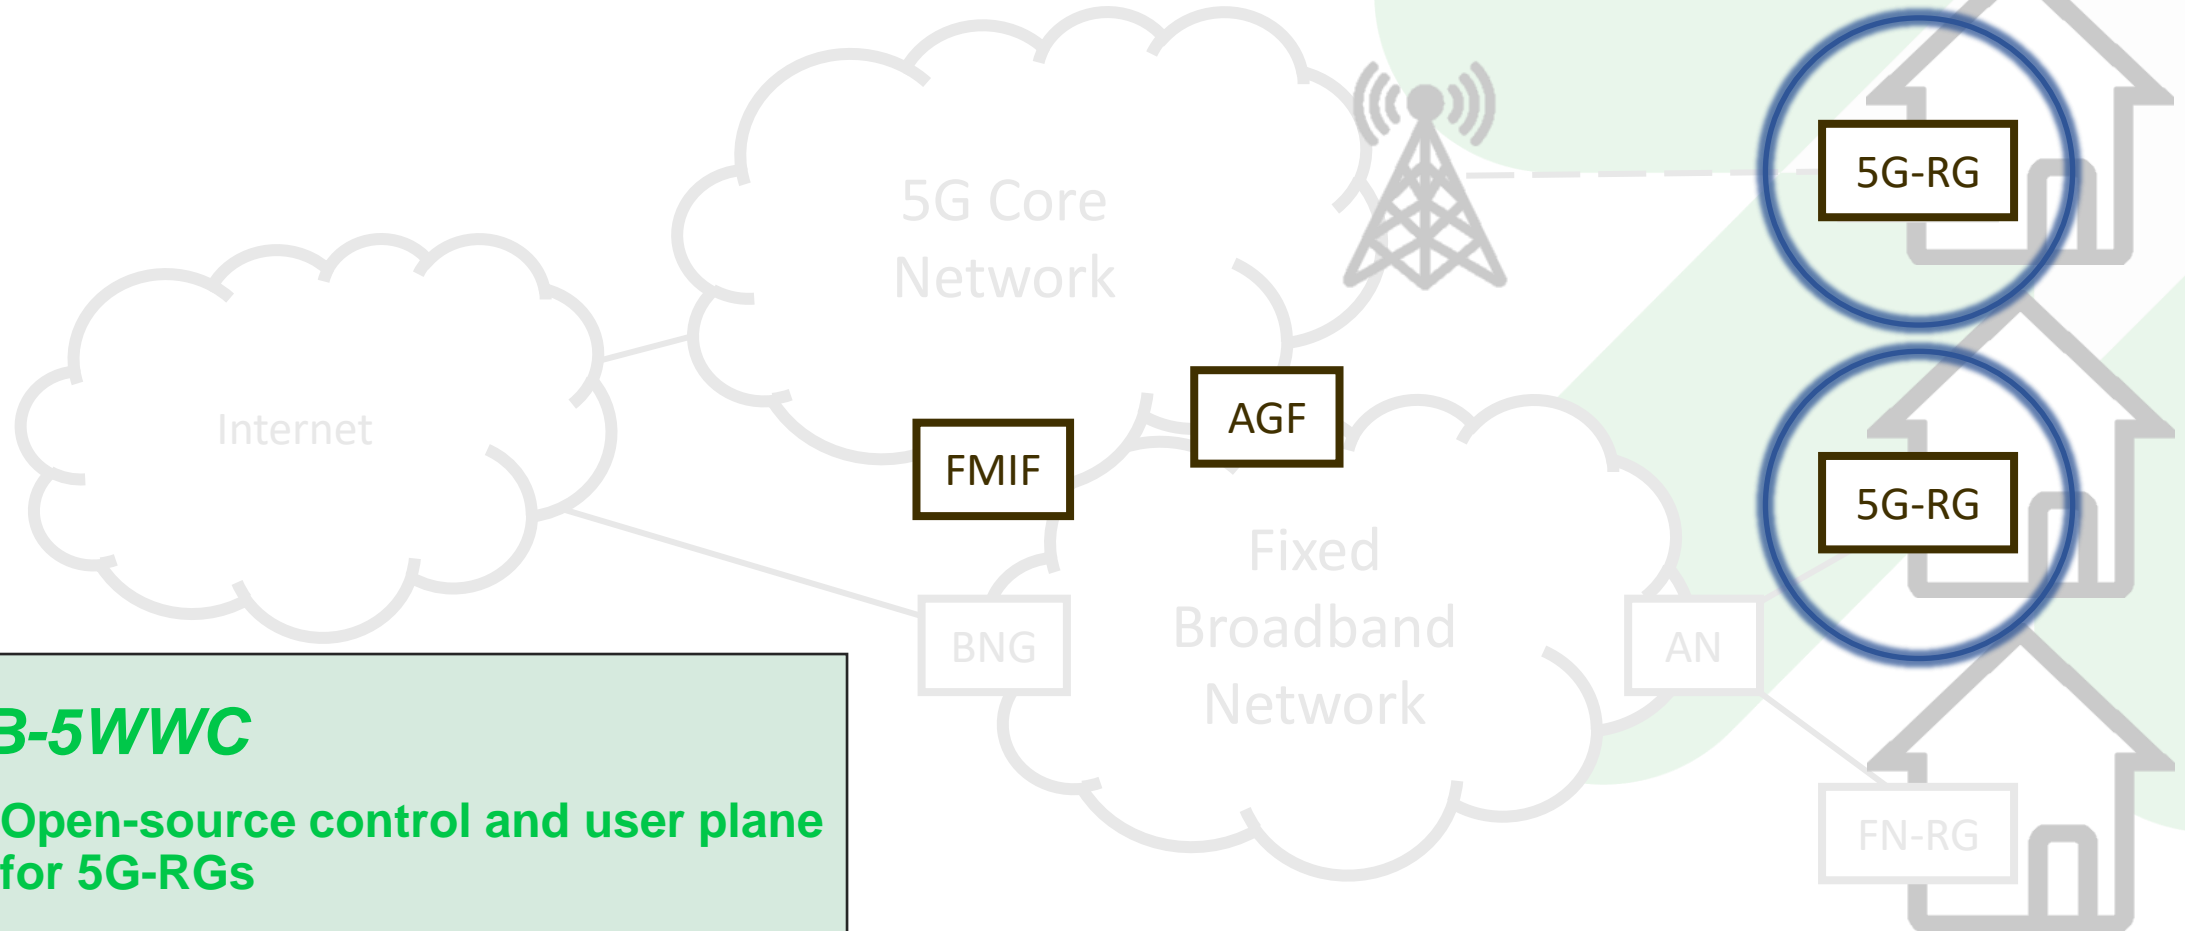 5G-RG
5G Core
Network
AGF
Internet
FMIF
5G-RG
Fixed
Broadband
Network
BNG
AN
B-5WWC
Open-source control and user plane
for 5G-RGs
FN-RG